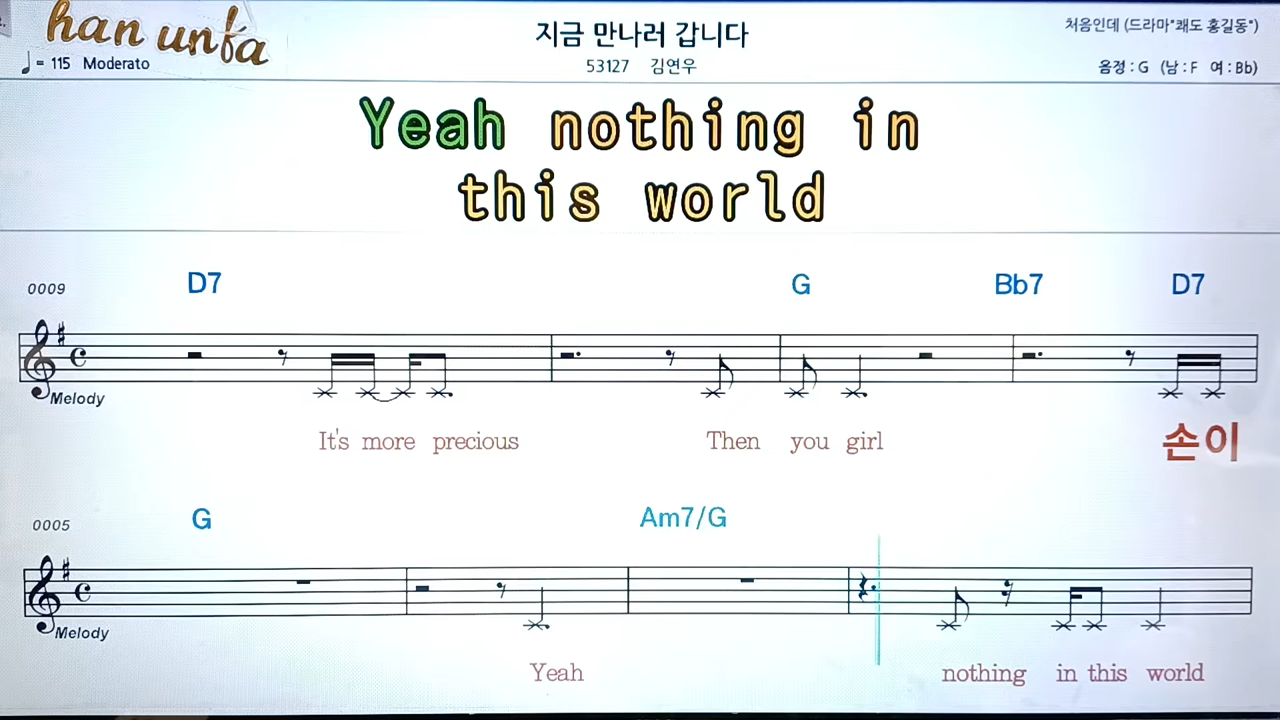 han unfa
지금 만나러 갑니다
처음인데 (드라마"쾌도 홍길동")
♩ = 115 Moderato
53127 김연우
음정 : G (남 : F 여 : Bb)
Yeah nothing in
this world
0009 D7 G Bb7 D7
Melody
It's more precious Then you girl 손이
0005 G Am7/G
Melody
Yeah nothing in this world